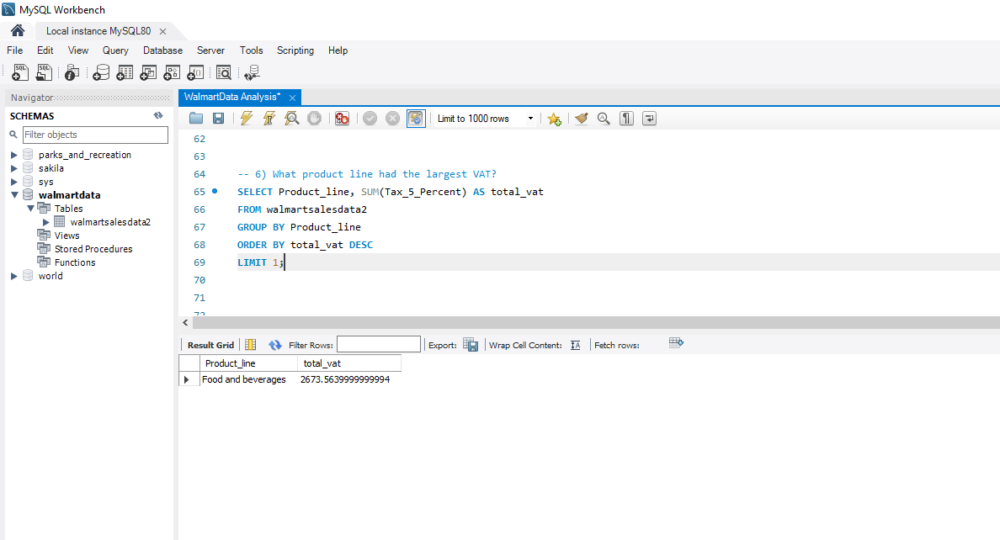 MySQL Workbench
Local instance MySQL80
File Edit View Query Database Server Tools Scripting Help
Navigator
SCHEMAS
Filter objects
parks_and_recreation
sakila
sys
walmartdata
Tables
walmartsalesdata2
Views
Stored Procedures
Functions
world
WalmartData Analysis*
Limit to 1000 rows
62
63
64 -- 6) What product line had the largest VAT?
65 SELECT Product_line, SUM(Tax_5_Percent) AS total_vat
66 FROM walmartsalesdata2
67 GROUP BY Product_line
68 ORDER BY total_vat DESC
69 LIMIT 1;
70
71
72
Result Grid Filter Rows: Export: Wrap Cell Content: Fetch rows:
Product_line total_vat
Food and beverages 2673.5639999999994